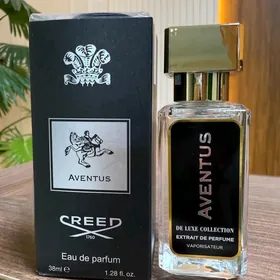 AVENTUS
CREED
1760
Eau de parfum
38ml e 1.28 fl. oz.
AVENTUS
DE LUXE COLLECTION
EXTRAIT DE PERFUME
VAPORISATEUR